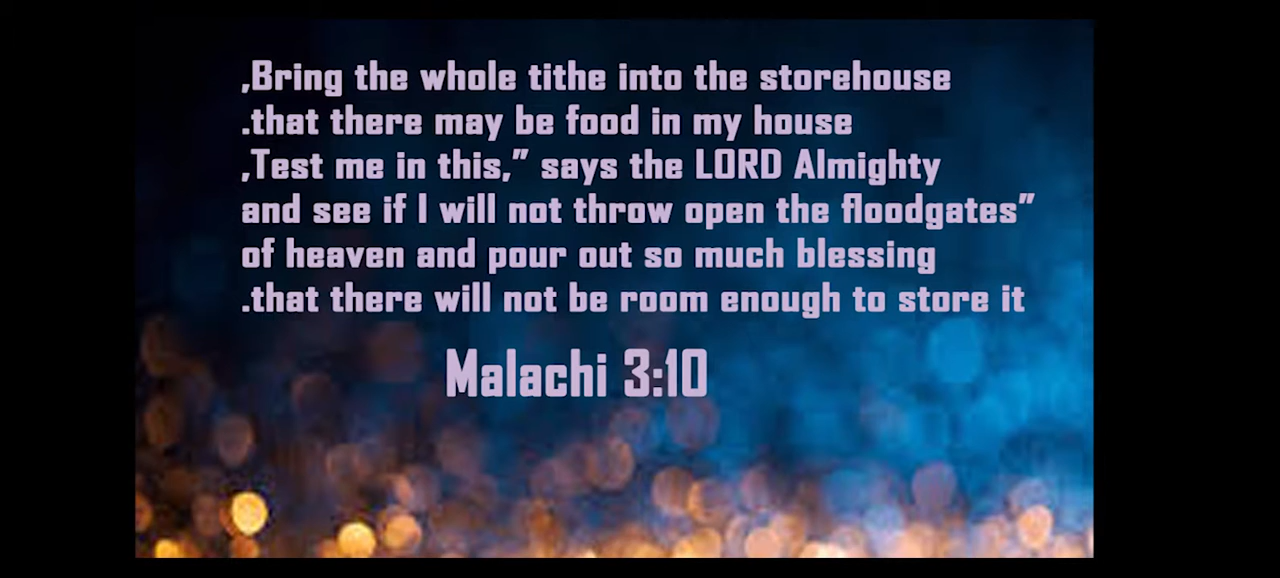 ,Bring the whole tithe into the storehouse
.that there may be food in my house
,Test me in this,” says the LORD Almighty
and see if I will not throw open the floodgates”
of heaven and pour out so much blessing
.that there will not be room enough to store it
Malachi 3:10